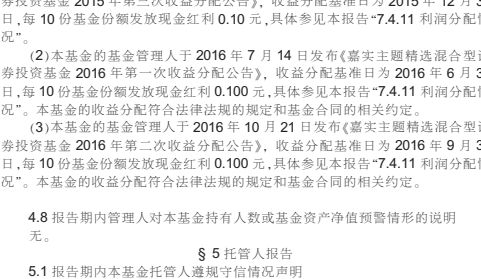 券投资基金 2015 年第三次收益分配公告》，收益分配基准日为 2015 年 12 月 3
日，每 10 份基金份额发放现金红利 0.10 元，具体参见本报告“7.4.11 利润分配情
况”。
(2)本基金的基金管理人于 2016 年 7 月 14 日发布《嘉实主题精选混合型证
券投资基金 2016 年第一次收益分配公告》，收益分配基准日为 2016 年 6 月 3
日，每 10 份基金份额发放现金红利 0.100 元，具体参见本报告“7.4.11 利润分配情
况”。本基金的收益分配符合法律法规的规定和基金合同的相关约定。
(3)本基金的基金管理人于 2016 年 10 月 21 日发布《嘉实主题精选混合型证
券投资基金 2016 年第二次收益分配公告》，收益分配基准日为 2016 年 9 月 3
日，每 10 份基金份额发放现金红利 0.100 元，具体参见本报告“7.4.11 利润分配情
况”。本基金的收益分配符合法律法规的规定和基金合同的相关约定。
4.8 报告期内管理人对本基金持有人数或基金资产净值预警情形的说明
无。
§ 5 托管人报告
5.1 报告期内本基金托管人遵规守信情况声明